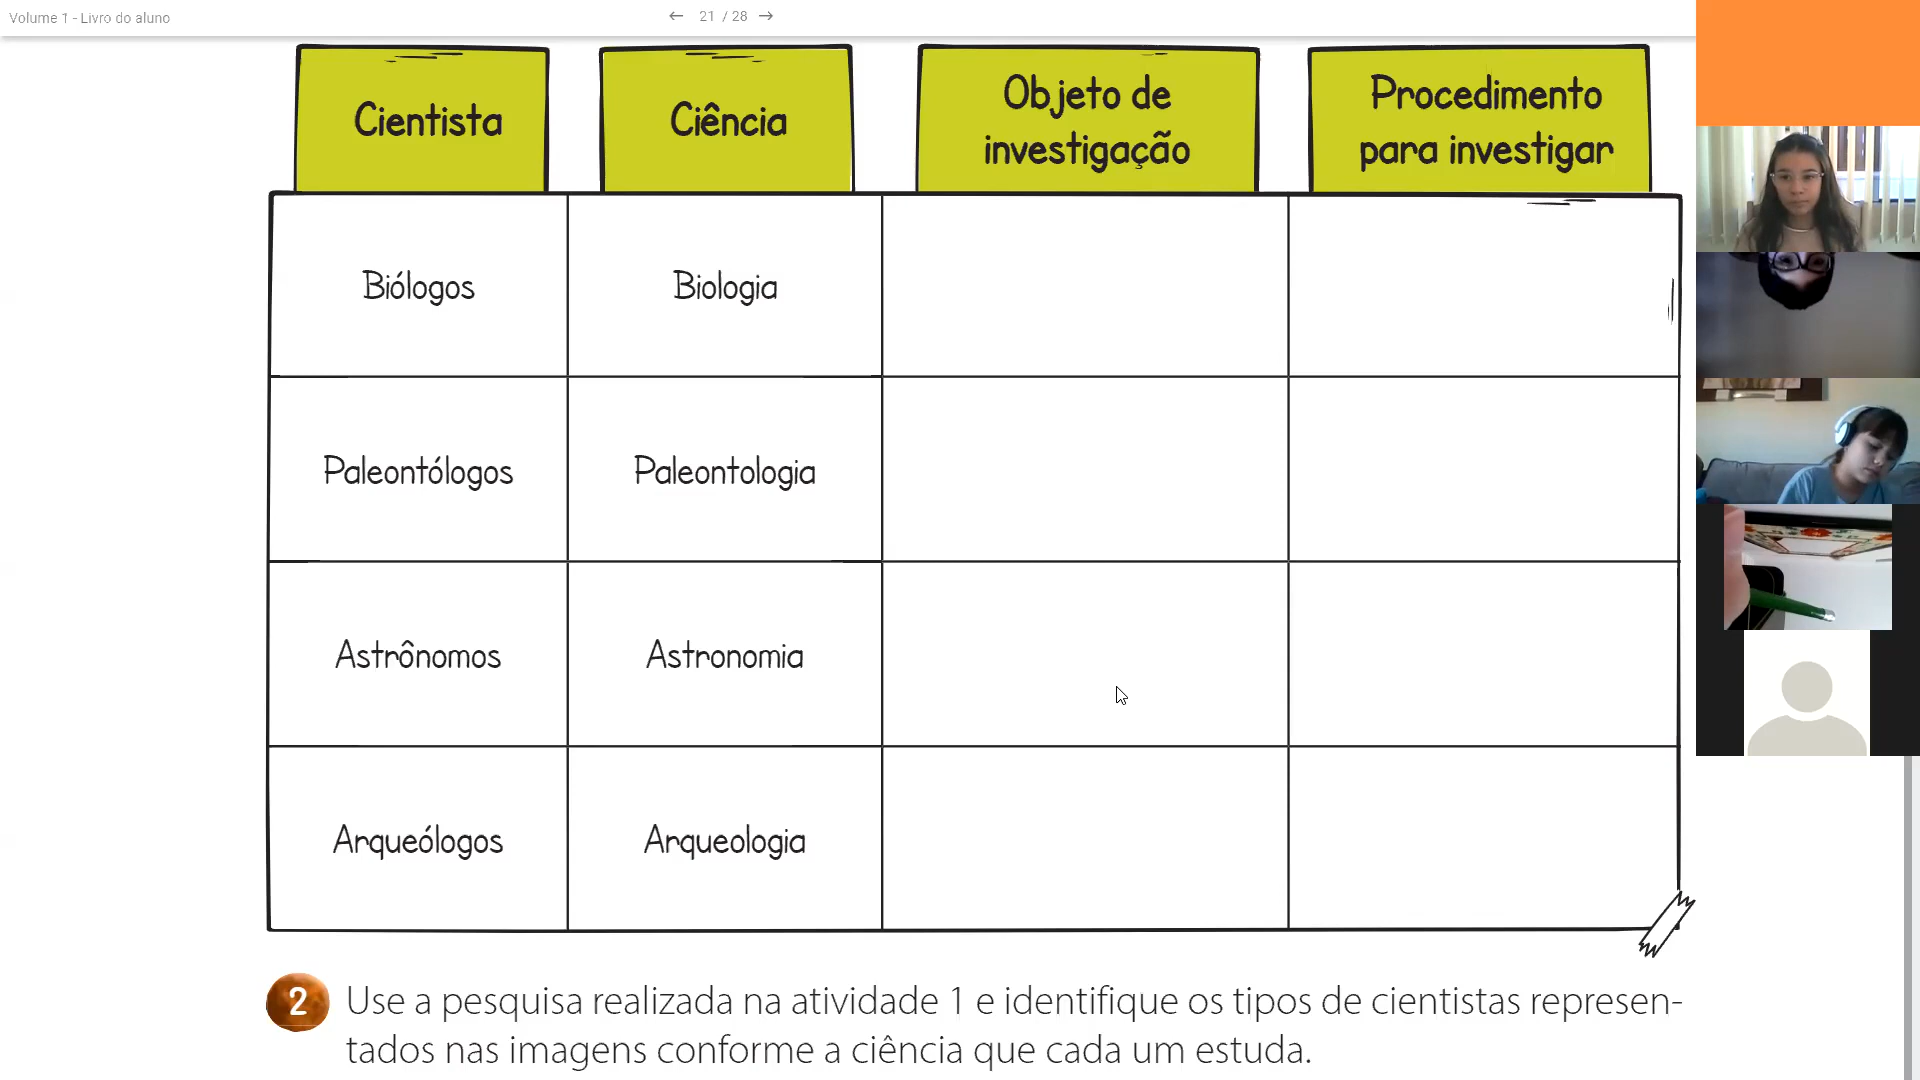 Volume 1 - Livro do aluno
← 21 / 28 →
Cientista
Ciência
Objeto de
investigação
Procedimento
para investigar
Biólogos
Biologia
Paleontólogos
Paleontologia
Astrônomos
Astronomia
Arqueólogos
Arqueologia
2 Use a pesquisa realizada na atividade 1 e identifique os tipos de cientistas represen-
tados nas imagens conforme a ciência que cada um estuda.